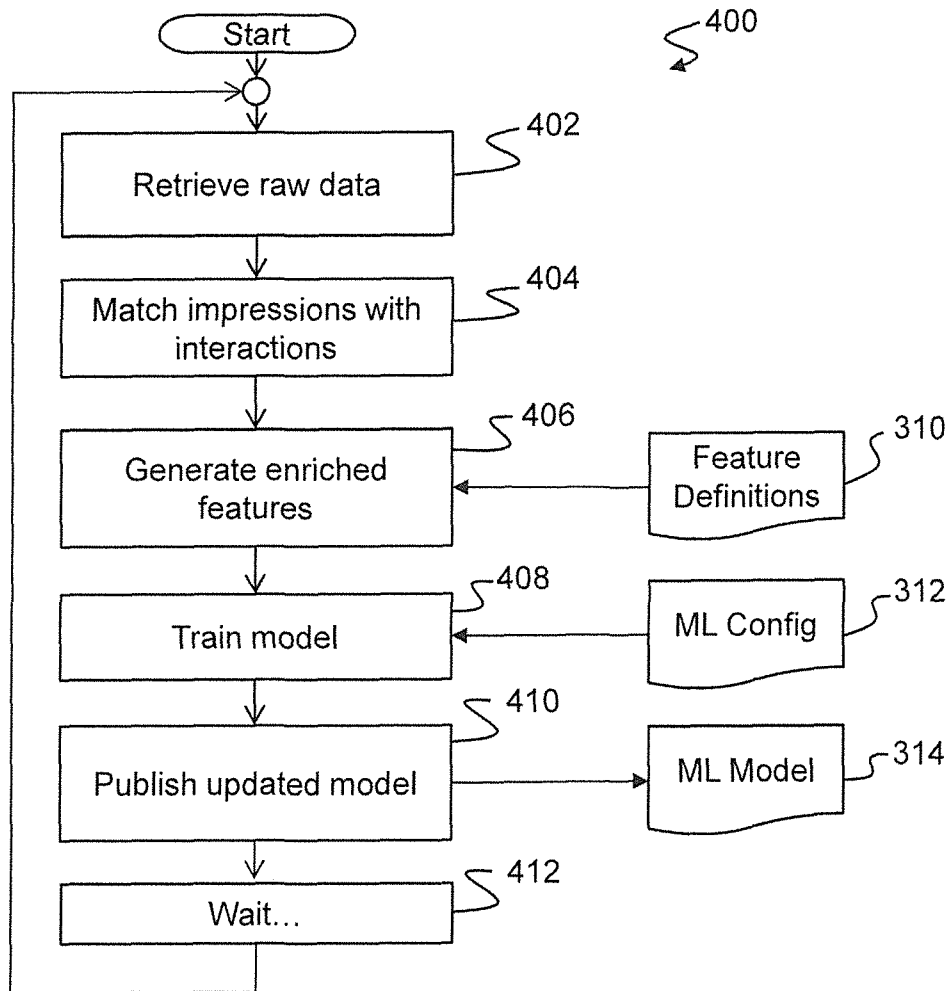 Start
400
402
Retrieve raw data
404
Match impressions with
interactions
406
Generate enriched
features
310
Feature
Definitions
408
Train model
312
ML Config
410
Publish updated model
314
ML Model
412
Wait...